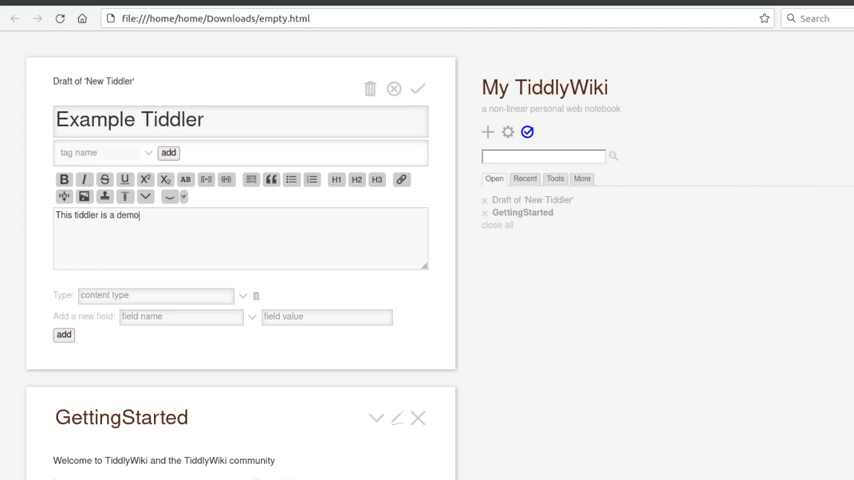 file:///home/home/Downloads/empty.html
Search
Draft of 'New Tiddler'
Example Tiddler
tag name add
B I S U X² X₂ AB H1 H2 H3
This tiddler is a demo
Type: content type
Add a new field: field name field value
add
GettingStarted
Welcome to TiddlyWiki and the TiddlyWiki community
My TiddlyWiki
a non-linear personal web notebook
Open Recent Tools More
Draft of 'New Tiddler'
GettingStarted
close all